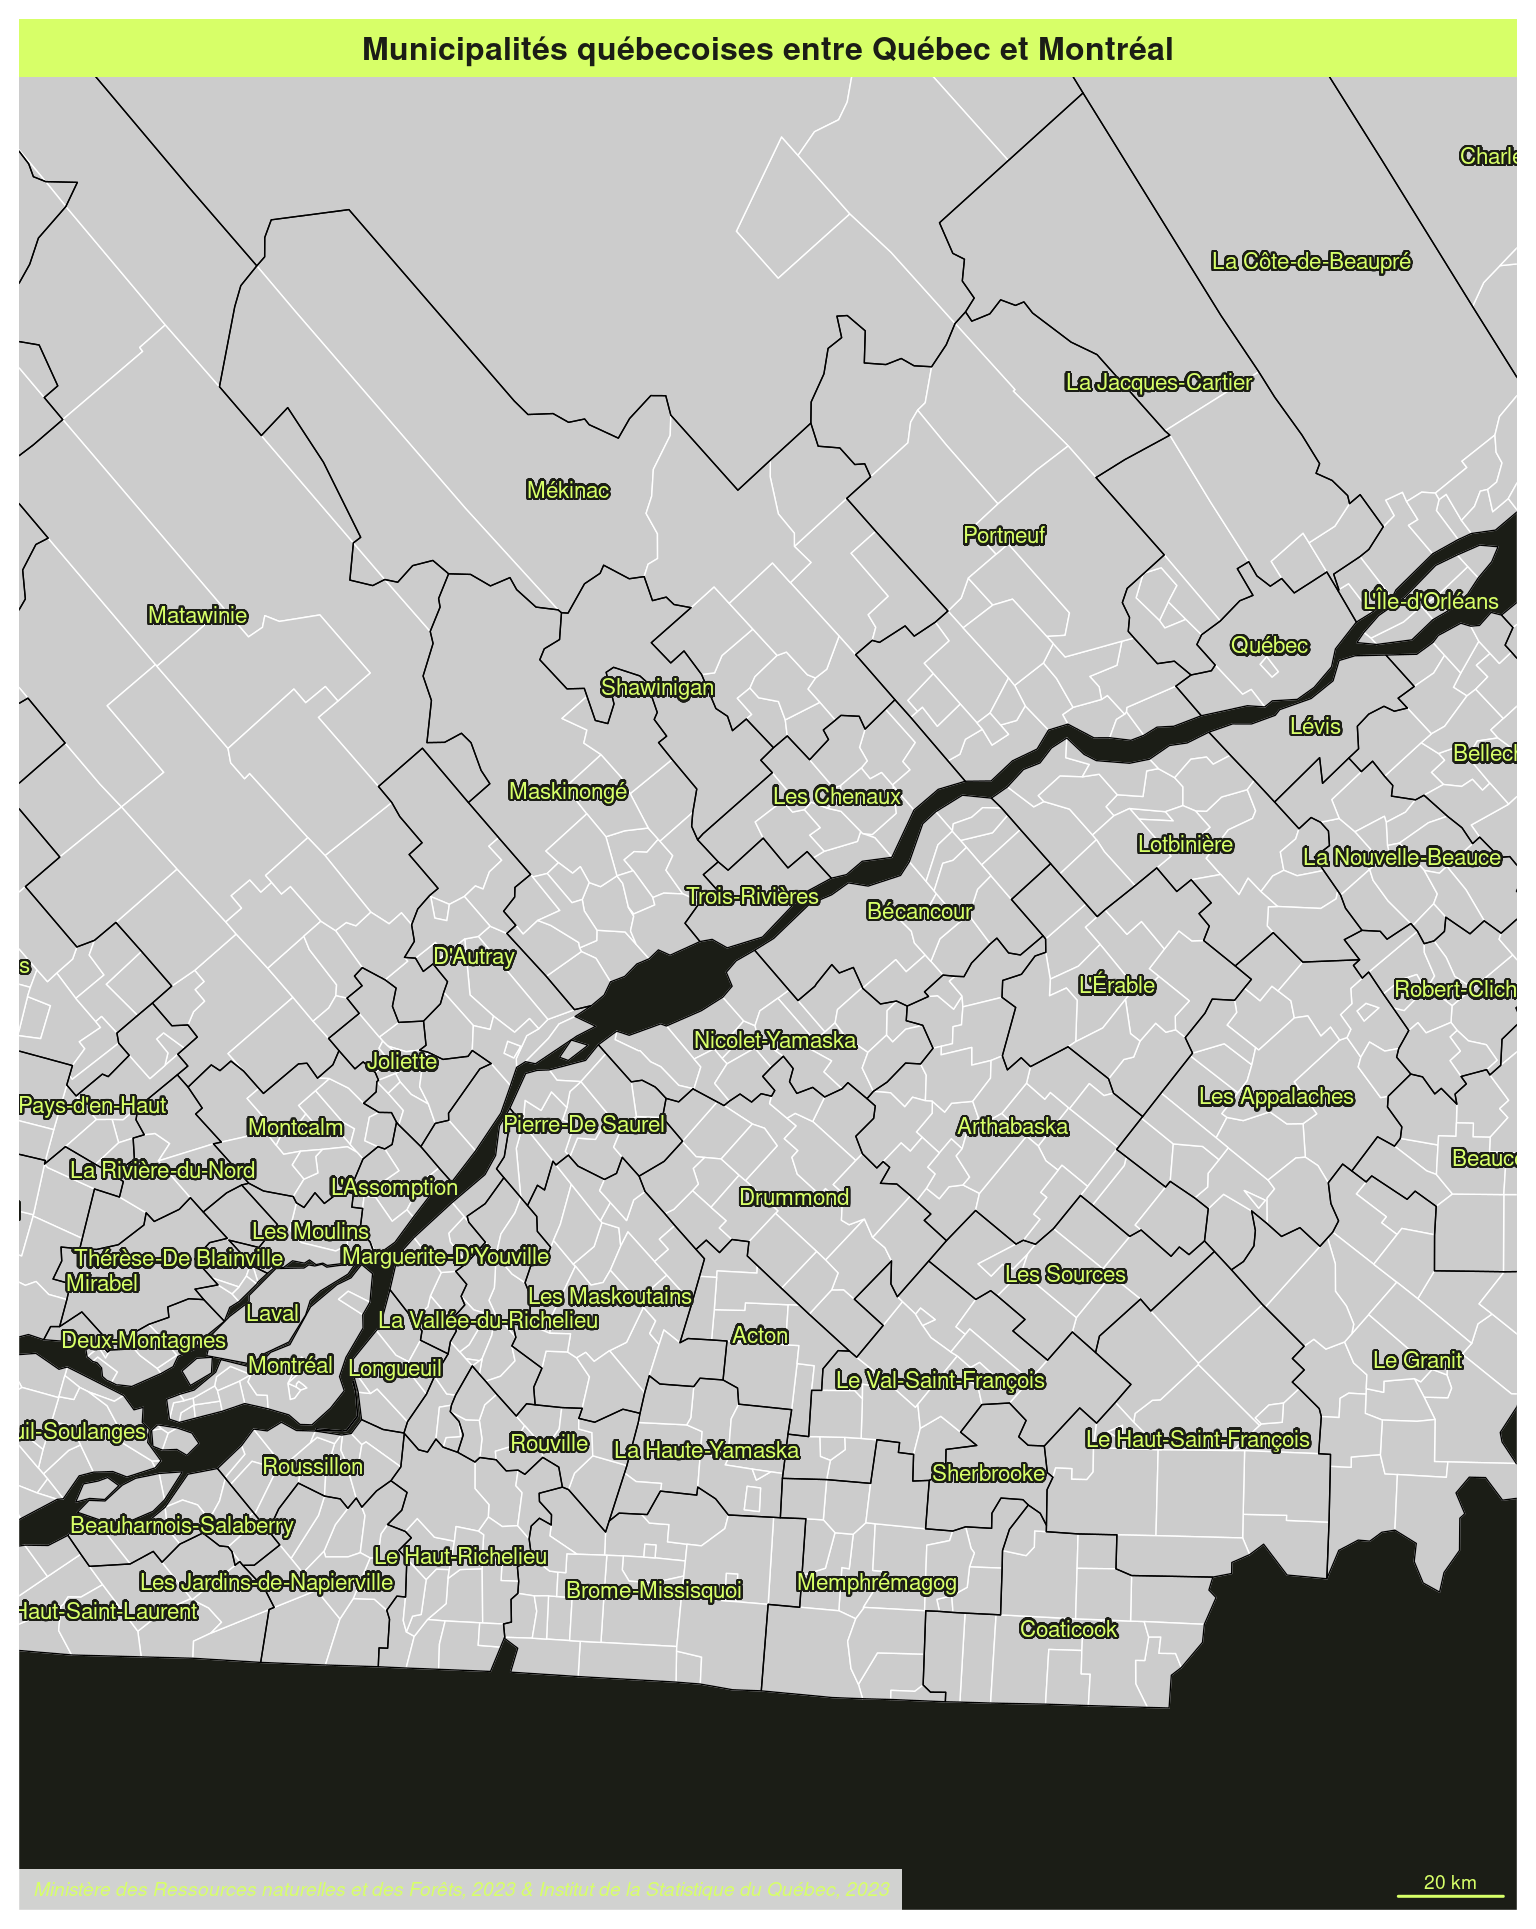 Municipalités québecoises entre Québec et Montréal
Charle
La Côte-de-Beaupré
La Jacques-Cartier
Mékinac
Portneuf
L'Île-d'Orléans
Matawinie
Québec
Shawinigan
Lévis
Bellech
Maskinongé
Les Chenaux
Lotbinière
La Nouvelle-Beauce
Trois-Rivières
Bécancour
D'Autray
s
L'Érable
Robert-Clich
Nicolet-Yamaska
Joliette
Pays-d'en-Haut
Les Appalaches
Montcalm
Pierre-De Saurel
Arthabaska
Beauce
La Rivière-du-Nord
L'Assomption
Drummond
Les Moulins
Thérèse-De Blainville
Marguerite-D'Youville
Mirabel
Les Sources
Les Maskoutains
Laval
La Vallée-du-Richelieu
Acton
Deux-Montagnes
Montréal
Longueuil
Le Granit
Le Val-Saint-François
uil-Soulanges
Rouville
La Haute-Yamaska
Le Haut-Saint-François
Roussillon
Sherbrooke
Beauharnois-Salaberry
Le Haut-Richelieu
Les Jardins-de-Napierville
Brome-Missisquoi
Memphrémagog
Haut-Saint-Laurent
Coaticook
20 km
Ministère des Ressources naturelles et des Forêts, 2023 & Institut de la Statistique du Québec, 2023